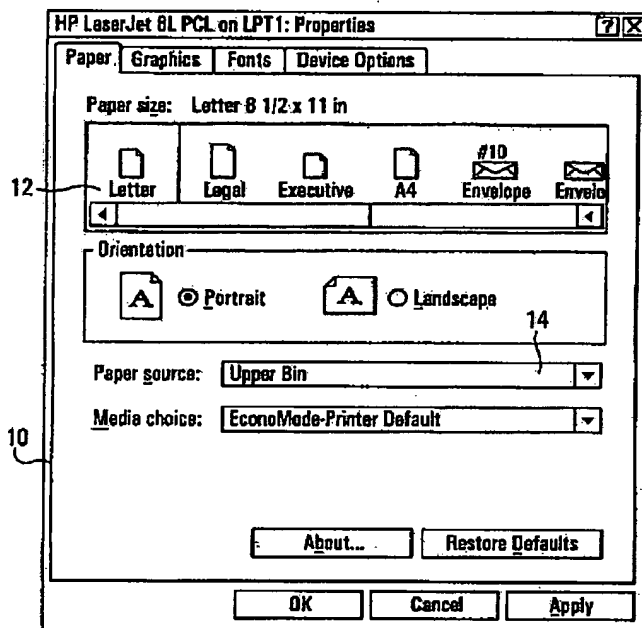 HP LaserJet 6L PCL on LPT1: Properties ? X
Paper Graphics Fonts Device Options
Paper size: Letter 8 1/2 x 11 in
#10
Letter Legal Executive A4 Envelope Envelo
12
Orientation
A Portrait A Landscape
14
Paper source: Upper Bin
Media choice: EconoMode-Printer Default
10
About... Restore Defaults
OK Cancel Apply